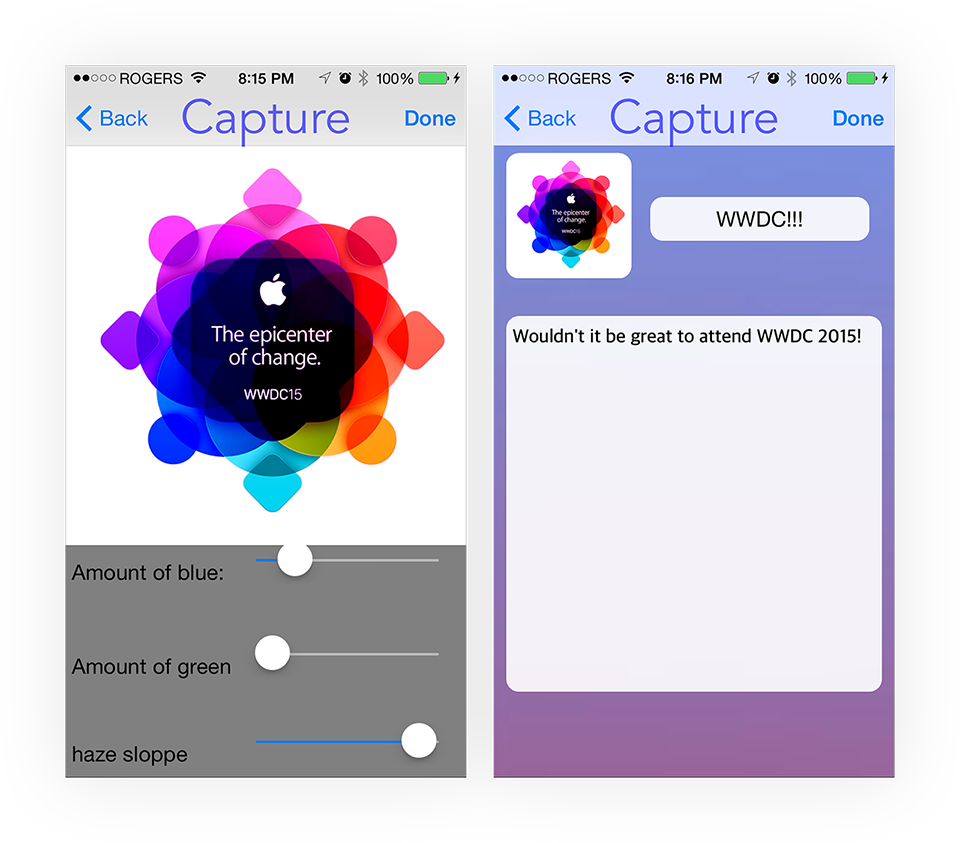 ROGERS 8:15 PM 100%
Back Capture Done
The epicenter
of change.
WWDC15
Amount of blue:
Amount of green
haze sloppe
ROGERS 8:16 PM 100%
Back Capture Done
The epicenter
of change.
WWDC15
WWDC!!!
Wouldn't it be great to attend WWDC 2015!